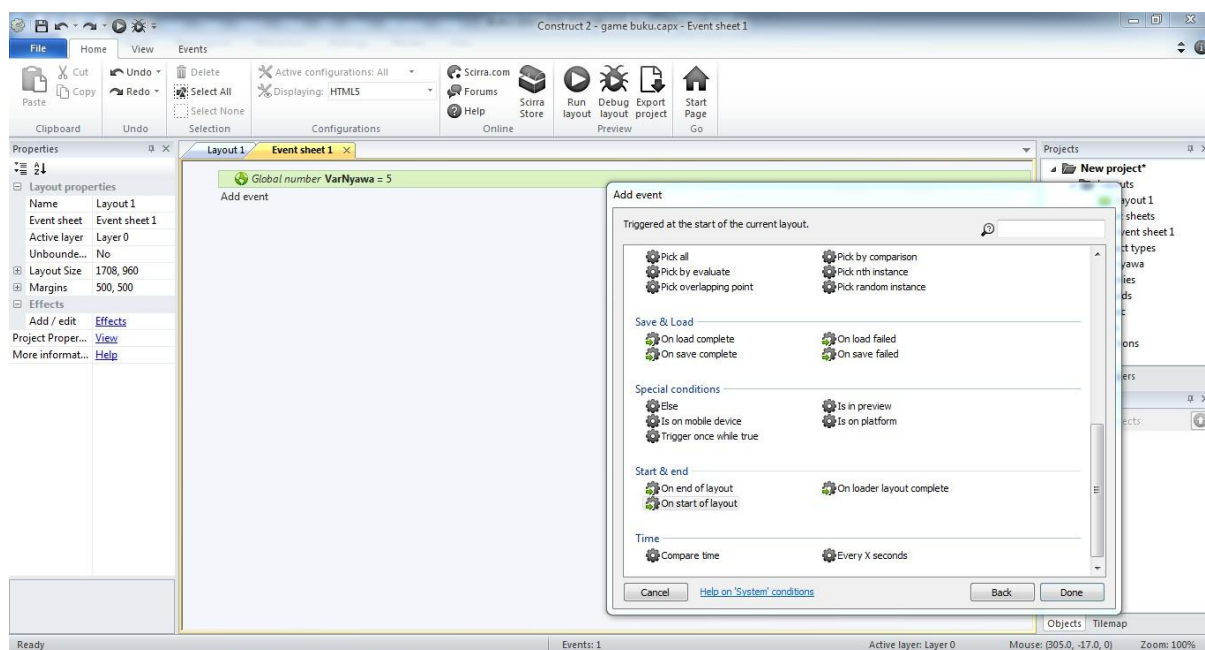 Construct 2 - game buku.capx - Event sheet 1
File Home View Events
Paste
Cut
Copy
Clipboard
Undo
Redo
Undo
Delete
Select All
Select None
Selection
Active configurations: All
Displaying: HTML5
Configurations
Scirra.com
Forums
Help
Scirra Store
Online
Run layout
Debug layout
Export project
Preview
Start Page
Go
Properties
Layout properties
Name Layout 1
Event sheet Event sheet 1
Active layer Layer 0
Unbounde... No
Layout Size 1708, 960
Margins 500, 500
Effects
Add / edit Effects
Project Proper... View
More informat... Help
Layout 1 Event sheet 1
Global number VarNyawa = 5
Add event
Add event
Triggered at the start of the current layout.
Pick all Pick by comparison
Pick by evaluate Pick nth instance
Pick overlapping point Pick random instance
Save & Load
On load complete On load failed
On save complete On save failed
Special conditions
Else Is in preview
Is on mobile device Is on platform
Trigger once while true
Start & end
On end of layout On loader layout complete
On start of layout
Time
Compare time Every X seconds
Cancel Help on 'System' conditions Back Done
Projects
New project*
uts
ayout 1
sheets
vent sheet 1
ct types
yawa
ies
ds
c
ons
ers
ects
Objects Tilemap
Ready Events: 1 Active layer: Layer 0 Mouse: (305.0, -17.0, 0) Zoom: 100%